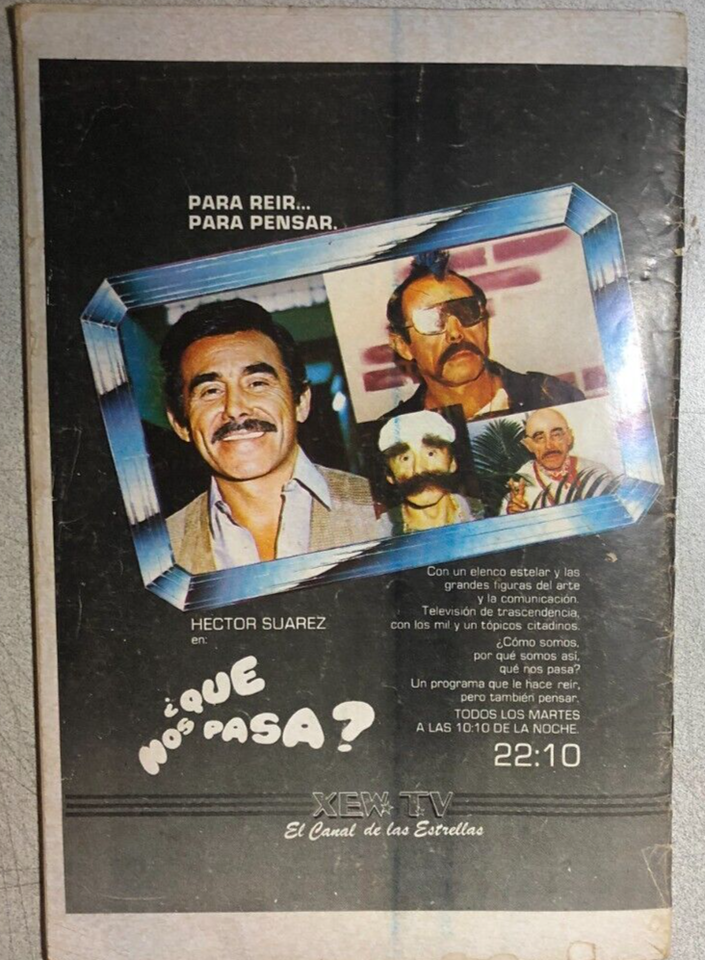 PARA REIR...
PARA PENSAR.
HECTOR SUAREZ
en:
¿QUE
NOS PASA?
Con un elenco estelar y las
grandes figuras del arte
y la comunicación.
Televisión de trascendencia,
con los mil y un tópicos citadinos.
¿Cómo somos,
por qué somos así,
qué nos pasa?
Un programa que le hace reir,
pero también pensar.
TODOS LOS MARTES
A LAS 10:10 DE LA NOCHE.
22:10
XEW TV
El Canal de las Estrellas